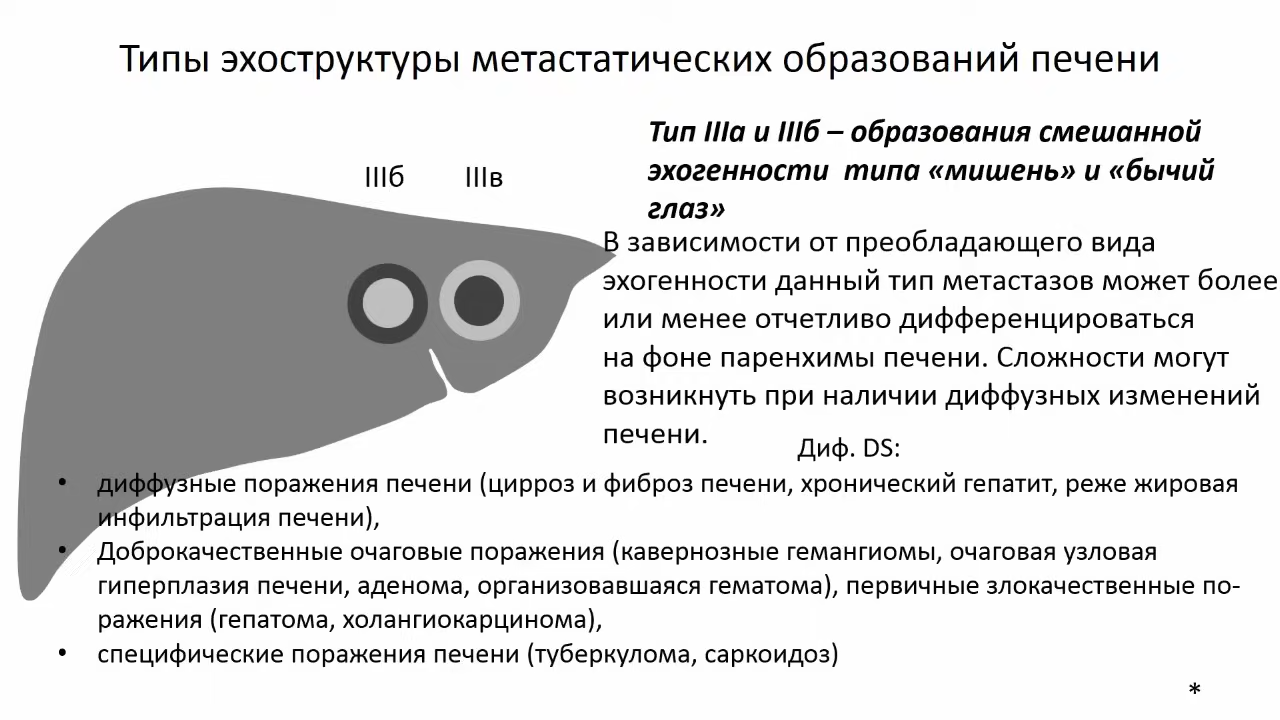 Типы эхоструктуры метастатических образований печени
Тип IIIа и IIIб – образования смешанной
эхогенности типа «мишень» и «бычий
глаз»
IIIб
IIIв
В зависимости от преобладающего вида
эхогенности данный тип метастазов может более
или менее отчетливо дифференцироваться
на фоне паренхимы печени. Сложности могут
возникнуть при наличии диффузных изменений
печени.
Диф. DS:
• диффузные поражения печени (цирроз и фиброз печени, хронический гепатит, реже жировая
инфильтрация печени),
• Доброкачественные очаговые поражения (кавернозные гемангиомы, очаговая узловая
гиперплазия печени, аденома, организовавшаяся гематома), первичные злокачественные по-
ражения (гепатома, холангиокарцинома),
• специфические поражения печени (туберкулома, саркоидоз)
*